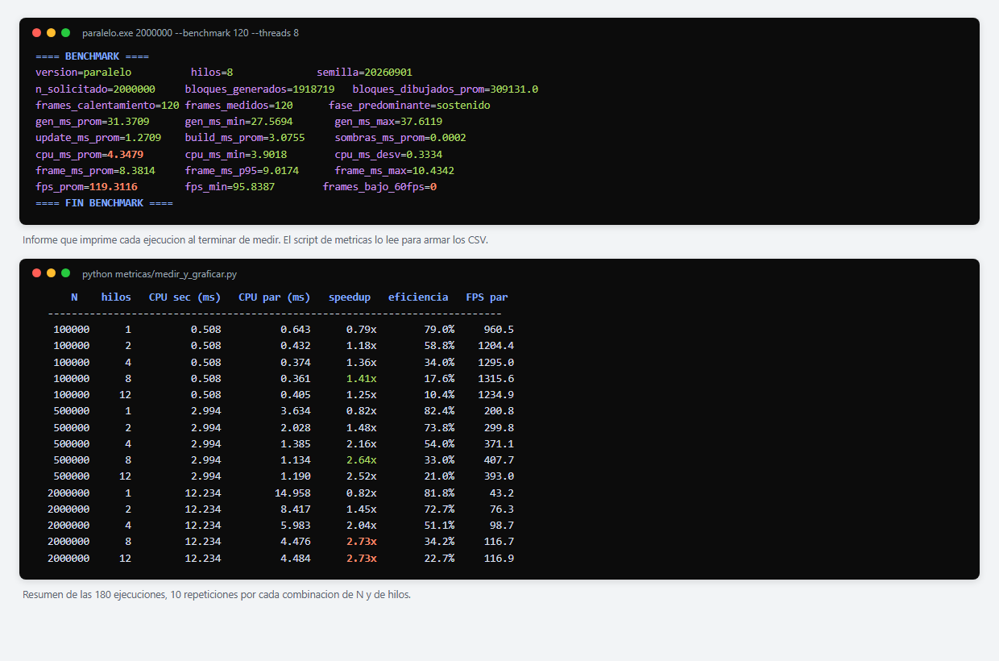 paralelo.exe 2000000 --benchmark 120 --threads 8
==== BENCHMARK ====
version=paralelo hilos=8 semilla=20260901
n_solicitado=2000000 bloques_generados=1918719 bloques_dibujados_prom=309131.0
frames_calentamiento=120 frames_medidos=120 fase_predominante=sostenido
gen_ms_prom=31.3709 gen_ms_min=27.5694 gen_ms_max=37.6119
update_ms_prom=1.2709 build_ms_prom=3.0755 sombras_ms_prom=0.0002
cpu_ms_prom=4.3479 cpu_ms_min=3.9018 cpu_ms_desv=0.3334
frame_ms_prom=8.3814 frame_ms_p95=9.0174 frame_ms_max=10.4342
fps_prom=119.3116 fps_min=95.8387 frames_bajo_60fps=0
==== FIN BENCHMARK ====
Informe que imprime cada ejecucion al terminar de medir. El script de metricas lo lee para armar los CSV.
python metricas/medir_y_graficar.py
N hilos CPU sec (ms) CPU par (ms) speedup eficiencia FPS par
----------------------------------------------------------------------------
100000 1 0.508 0.643 0.79x 79.0% 960.5
100000 2 0.508 0.432 1.18x 58.8% 1204.4
100000 4 0.508 0.374 1.36x 34.0% 1295.0
100000 8 0.508 0.361 1.41x 17.6% 1315.6
100000 12 0.508 0.405 1.25x 10.4% 1234.9
500000 1 2.994 3.634 0.82x 82.4% 200.8
500000 2 2.994 2.028 1.48x 73.8% 299.8
500000 4 2.994 1.385 2.16x 54.0% 371.1
500000 8 2.994 1.134 2.64x 33.0% 407.7
500000 12 2.994 1.190 2.52x 21.0% 393.0
2000000 1 12.234 14.958 0.82x 81.8% 43.2
2000000 2 12.234 8.417 1.45x 72.7% 76.3
2000000 4 12.234 5.983 2.04x 51.1% 98.7
2000000 8 12.234 4.476 2.73x 34.2% 116.7
2000000 12 12.234 4.484 2.73x 22.7% 116.9
Resumen de las 180 ejecuciones, 10 repeticiones por cada combinacion de N y de hilos.